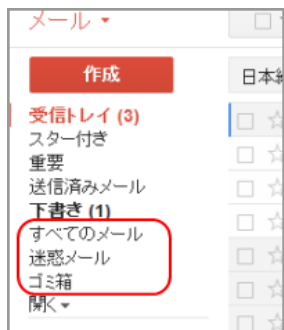 メール
作成
日本
受信トレイ (3)
スター付き
重要
送信済みメール
下書き (1)
すべてのメール
迷惑メール
ゴミ箱
開く